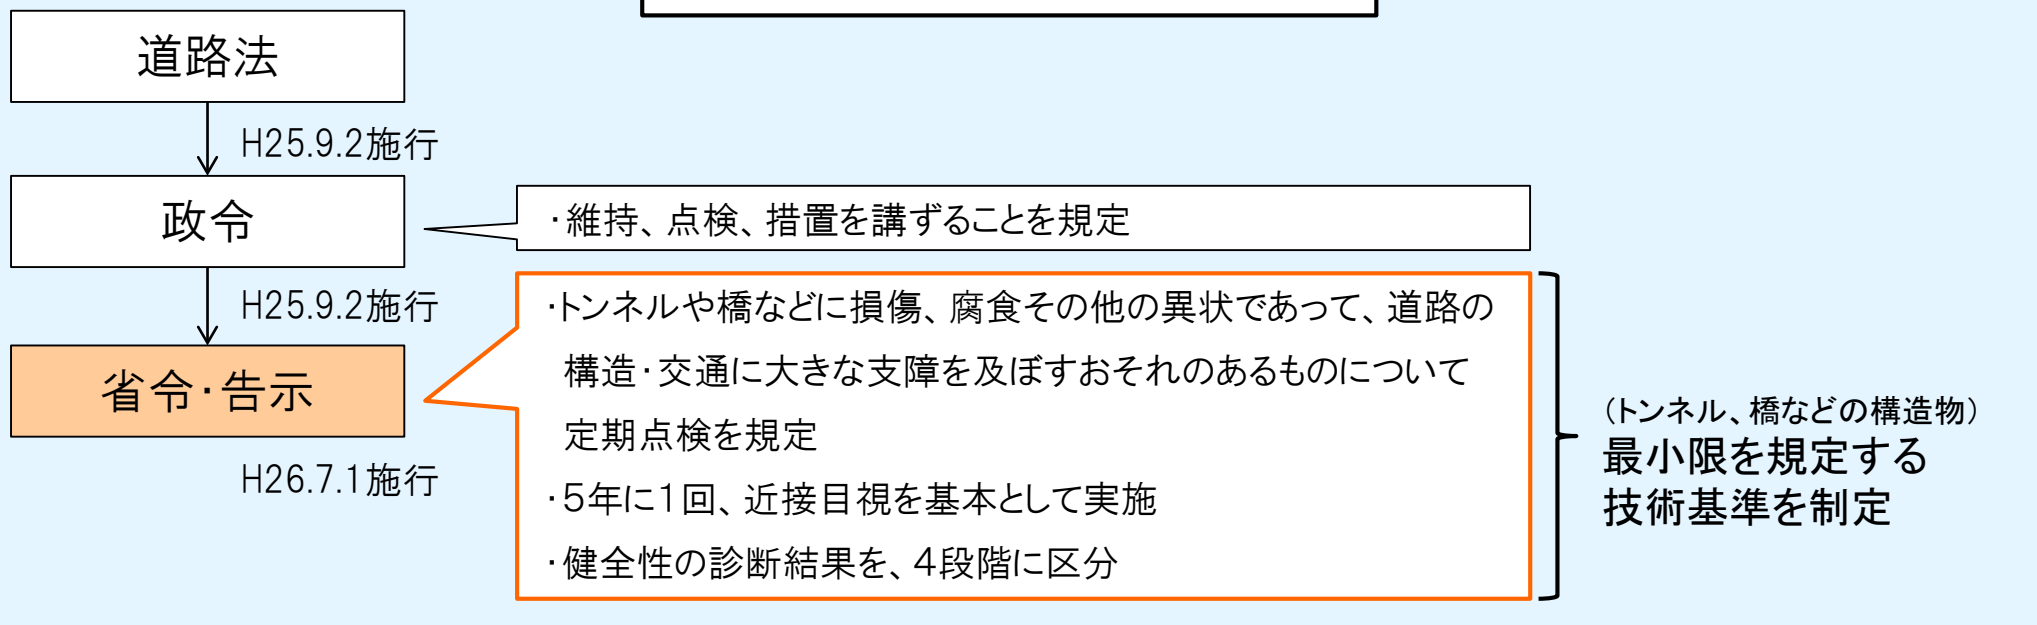 道路法
H25.9.2施行
政令
・維持、点検、措置を講ずることを規定
H25.9.2施行
省令・告示
H26.7.1施行
・トンネルや橋などに損傷、腐食その他の異状であって、道路の
構造・交通に大きな支障を及ぼすおそれのあるものについて
定期点検を規定
・5年に1回、近接目視を基本として実施
・健全性の診断結果を、4段階に区分
（トンネル、橋などの構造物）
最小限を規定する
技術基準を制定